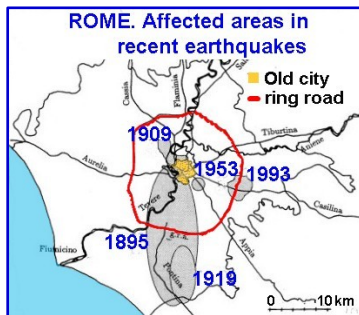 ROME. Affected areas in
recent earthquakes
Old city
ring road
Cassia
Flaminia
1909
Tiburtina
Aniene
Aurelia
1953
1993
Tevere
Casilina
1895
g.r.a.
Appia
Fiumicino
Pontina
1919
0
10 km